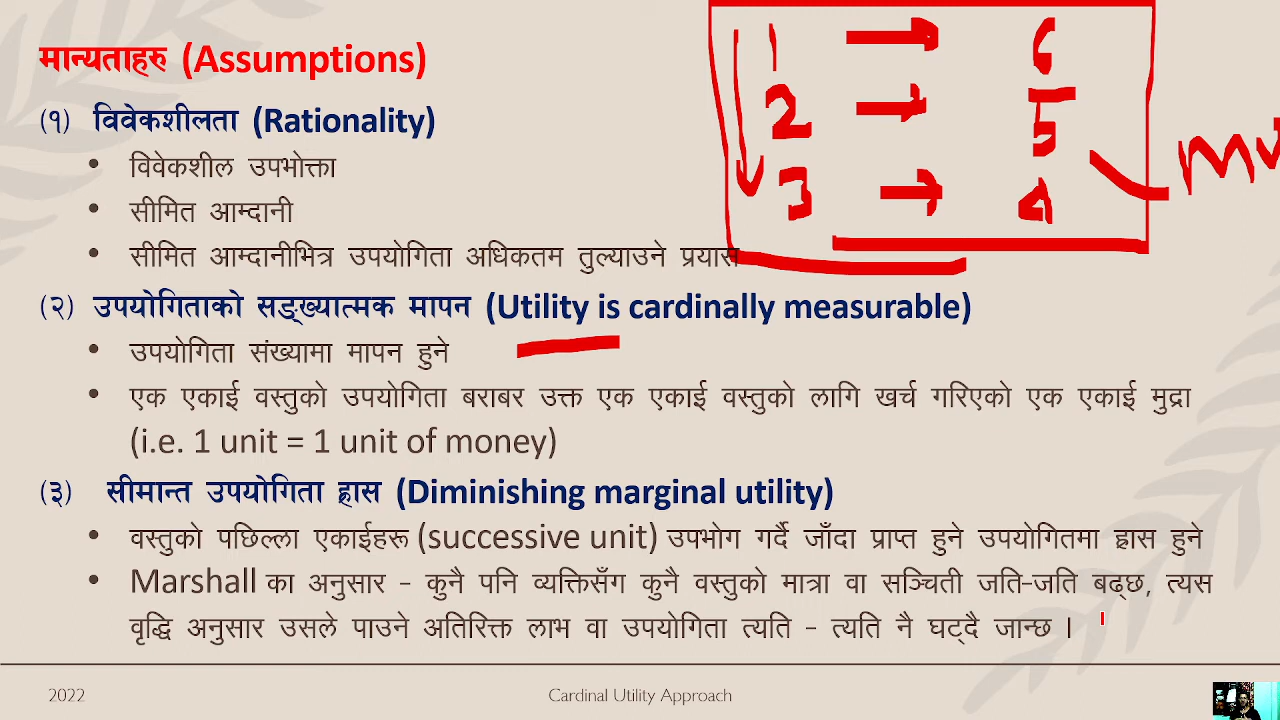 मान्यताहरु (Assumptions)
(१) विवेकशीलता (Rationality)
• विवेकशील उपभोक्ता
• सीमित आम्दानी
• सीमित आम्दानीभित्र उपयोगिता अधिकतम तुल्याउने प्रयास
1 → 6
2 → 5
3 → 4
MU
(२) उपयोगिताको सङ्ख्यात्मक मापन (Utility is cardinally measurable)
• उपयोगिता संख्यामा मापन हुने
• एक एकाई वस्तुको उपयोगिता बराबर उक्त एक एकाई वस्तुको लागि खर्च गरिएको एक एकाई मुद्रा
(i.e. 1 unit = 1 unit of money)
(३) सीमान्त उपयोगिता ह्रास (Diminishing marginal utility)
• वस्तुको पछिल्ला एकाईहरू (successive unit) उपभोग गर्दै जाँदा प्राप्त हुने उपयोगितमा ह्रास हुने
• Marshall का अनुसार - कुनै पनि व्यक्तिसँग कुनै वस्तुको मात्रा वा सञ्चिती जति-जति बढ्छ, त्यस
वृद्धि अनुसार उसले पाउने अतिरिक्त लाभ वा उपयोगिता त्यति - त्यति नै घट्दै जान्छ ।
2022
Cardinal Utility Approach